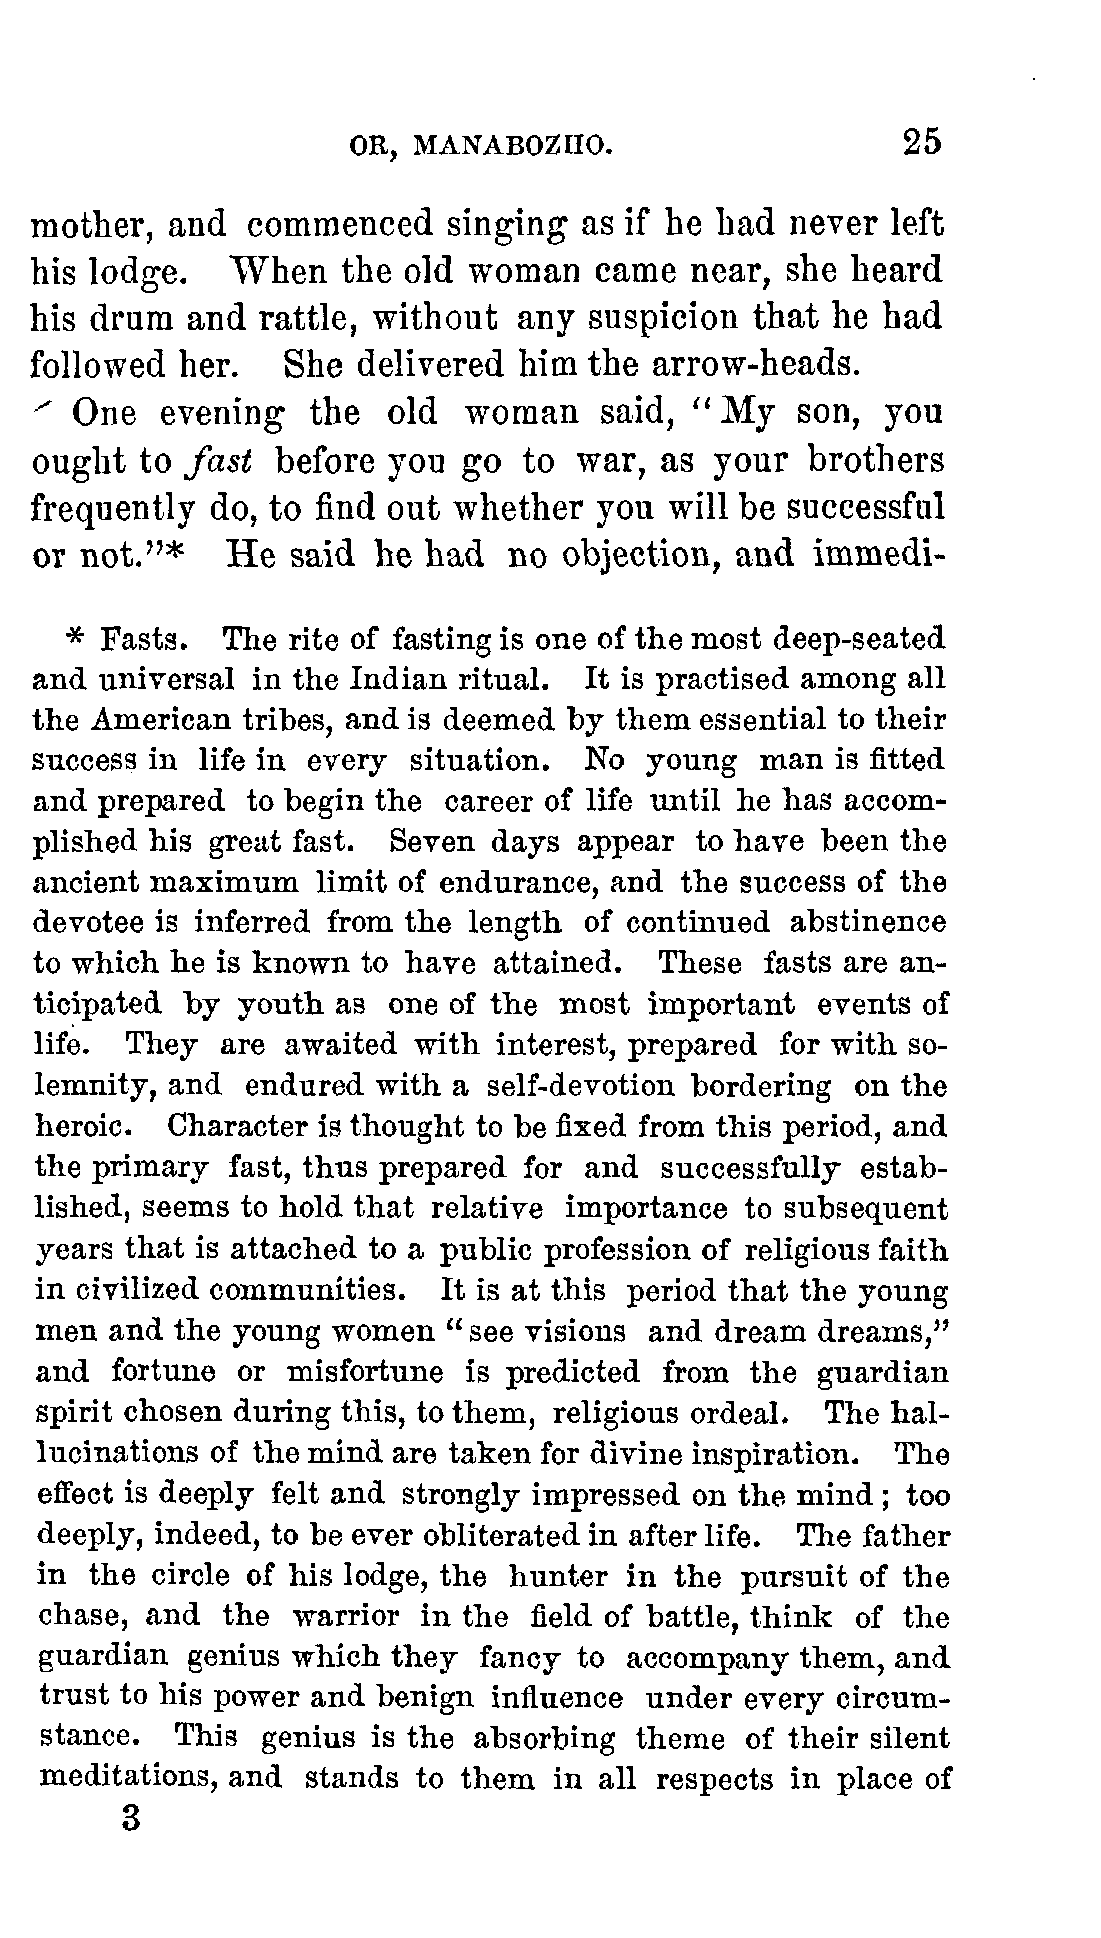 OR, MANABOZHO. 25
mother, and commenced singing as if he had never left
his lodge. When the old woman came near, she heard
his drum and rattle, without any suspicion that he had
followed her. She delivered him the arrow-heads.
One evening the old woman said, “My son, you
ought to fast before you go to war, as your brothers
frequently do, to find out whether you will be successful
or not.”* He said he had no objection, and immedi-
* Fasts. The rite of fasting is one of the most deep-seated
and universal in the Indian ritual. It is practised among all
the American tribes, and is deemed by them essential to their
success in life in every situation. No young man is fitted
and prepared to begin the career of life until he has accom-
plished his great fast. Seven days appear to have been the
ancient maximum limit of endurance, and the success of the
devotee is inferred from the length of continued abstinence
to which he is known to have attained. These fasts are an-
ticipated by youth as one of the most important events of
life. They are awaited with interest, prepared for with so-
lemnity, and endured with a self-devotion bordering on the
heroic. Character is thought to be fixed from this period, and
the primary fast, thus prepared for and successfully estab-
lished, seems to hold that relative importance to subsequent
years that is attached to a public profession of religious faith
in civilized communities. It is at this period that the young
men and the young women “see visions and dream dreams,”
and fortune or misfortune is predicted from the guardian
spirit chosen during this, to them, religious ordeal. The hal-
lucinations of the mind are taken for divine inspiration. The
effect is deeply felt and strongly impressed on the mind; too
deeply, indeed, to be ever obliterated in after life. The father
in the circle of his lodge, the hunter in the pursuit of the
chase, and the warrior in the field of battle, think of the
guardian genius which they fancy to accompany them, and
trust to his power and benign influence under every circum-
stance. This genius is the absorbing theme of their silent
meditations, and stands to them in all respects in place of
3